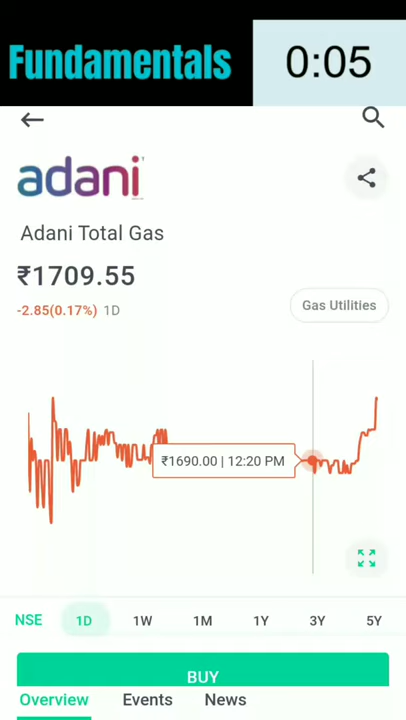 Fundamentals
0:05
adani
Adani Total Gas
₹1709.55
-2.85(0.17%) 1D
Gas Utilities
₹1690.00 | 12:20 PM
NSE 1D 1W 1M 1Y 3Y 5Y
BUY
Overview Events News